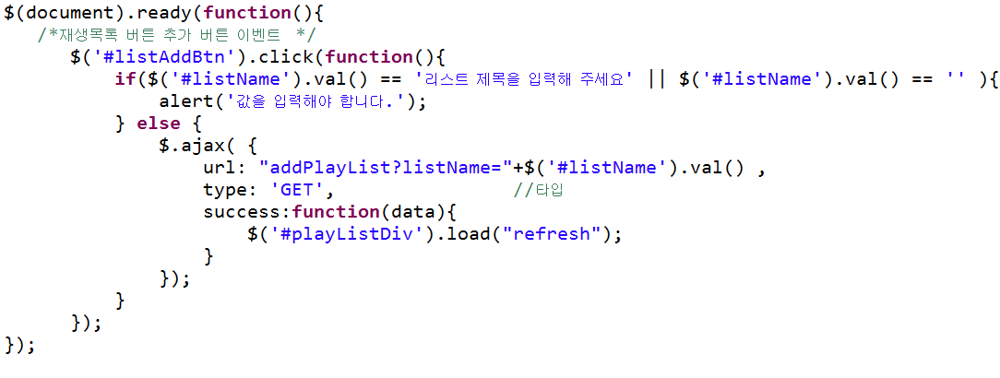 $(document).ready(function(){
/*재생목록 버튼 추가 버튼 이벤트 */
$('#listAddBtn').click(function(){
if($('#listName').val() == '리스트 제목을 입력해 주세요' || $('#listName').val() == '' ){
alert('값을 입력해야 합니다.');
} else {
$.ajax( {
url: "addPlayList?listName="+$('#listName').val() ,
type: 'GET', //타입
success:function(data){
$('#playListDiv').load("refresh");
}
});
}
});
});